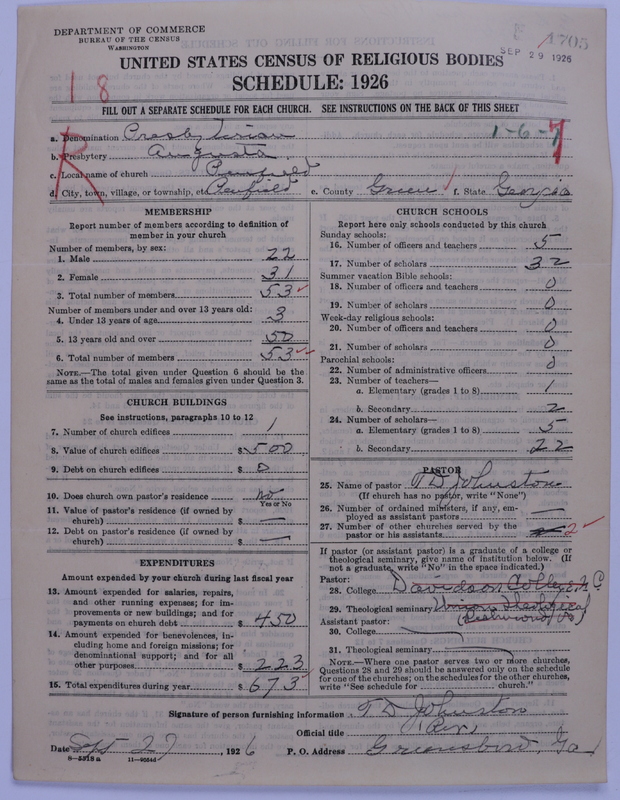 DEPARTMENT OF COMMERCE
BUREAU OF THE CENSUS
WASHINGTON
1705
SEP 29 1926
UNITED STATES CENSUS OF RELIGIOUS BODIES
SCHEDULE: 1926
18
FILL OUT A SEPARATE SCHEDULE FOR EACH CHURCH. SEE INSTRUCTIONS ON THE BACK OF THIS SHEET
R
a. Denomination Presbyterian 1-6-7
b. Presbytery Augusta
c. Local name of church Penfield
d. City, town, village, or township, etc. Penfield e. County Green f. State Georgia
MEMBERSHIP
Report number of members according to definition of
member in your church
Number of members, by sex:
1. Male 22
2. Female 31
3. Total number of members 53
Number of members under and over 13 years old:
4. Under 13 years of age 3
5. 13 years old and over 50
6. Total number of members 53
NOTE.—The total given under Question 6 should be
same as the total of males and females given under Question 3.
CHURCH BUILDINGS
See instructions, paragraphs 10 to 12
7. Number of church edifices 1
8. Value of church edifices $500
9. Debt on church edifices $ 0
10. Does church own pastor's residence No
Yes or No
11. Value of pastor's residence (if owned by
church) $ —
12. Debt on pastor's residence (if owned by
church) $ —
EXPENDITURES
Amount expended by your church during last fiscal year
13. Amount expended for salaries, repairs,
and other running expenses; for im-
provements or new buildings; and for
payments on church debt $ 450
14. Amount expended for benevolences, in-
cluding home and foreign missions; for
denominational support; and for all
other purposes $ 223
15. Total expenditures during year $ 673
CHURCH SCHOOLS
Report here only schools conducted by this church
Sunday schools:
16. Number of officers and teachers 5
17. Number of scholars 32
Summer vacation Bible schools:
18. Number of officers and teachers 0
19. Number of scholars 0
Week-day religious schools:
20. Number of officers and teachers 0
21. Number of scholars 0
Parochial schools:
22. Number of administrative officers 0
23. Number of teachers—
a. Elementary (grades 1 to 8) 1
b. Secondary 2
24. Number of scholars—
a. Elementary (grades 1 to 8) 5
b. Secondary 22
PASTOR
25. Name of pastor T D Johnston
(If church has no pastor, write "None")
26. Number of ordained ministers, if any, em-
ployed as assistant pastors —
27. Number of other churches served by the
pastor or his assistants 2
If pastor (or assistant pastor) is a graduate of a college or
theological seminary, give name of institution below. (If
not a graduate, write "No" in the space indicated.)
Pastor:
28. College Davidson College N C
29. Theological seminary Union Theological
Assistant pastor: (Richmond Va)
30. College
31. Theological seminary
NOTE.—Where one pastor serves two or more churches,
Questions 28 and 29 should be answered only on the schedule
for one of the churches; on the schedules for the other churches,
write "See schedule for church."
Signature of person furnishing information T D Johnston
Official title
Date Sept 27, 1926 P. O. Address Greensboro, Ga
8-5318a 11-9054d